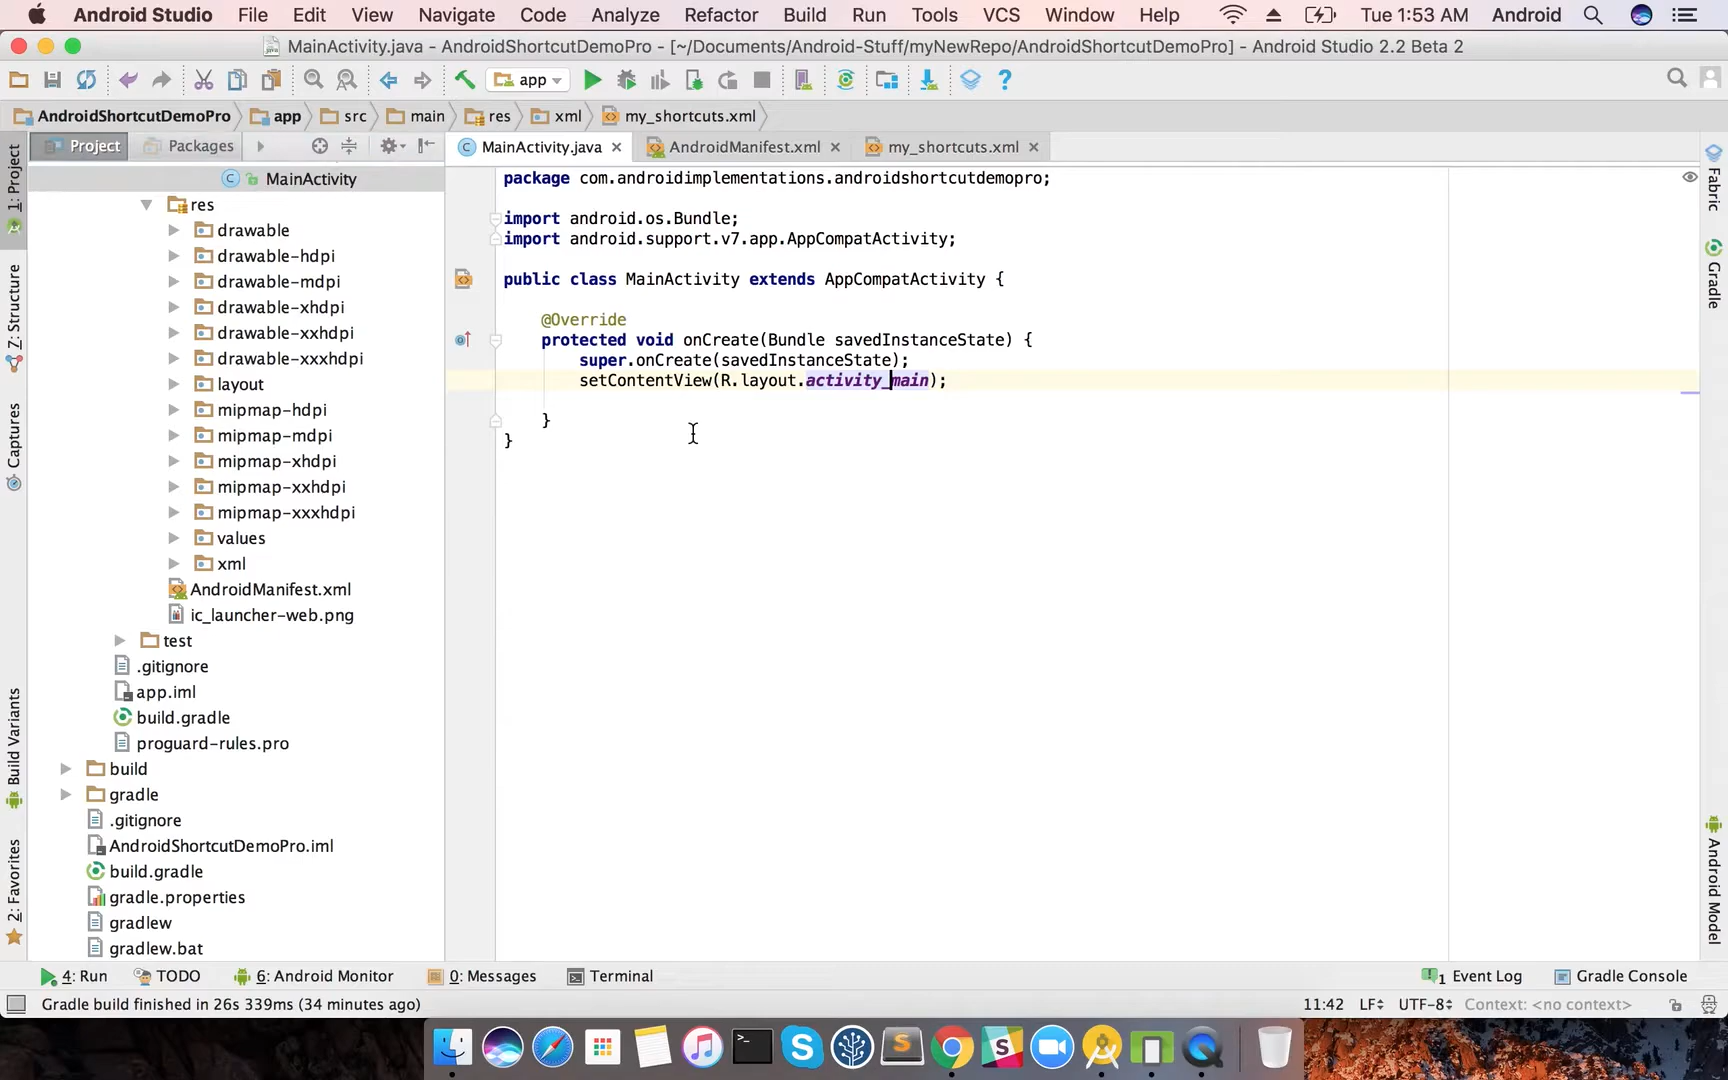 Android Studio File Edit View Navigate Code Analyze Refactor Build Run Tools VCS Window Help Tue 1:53 AM Android
MainActivity.java - AndroidShortcutDemoPro - [~/Documents/Android-Stuff/myNewRepo/AndroidShortcutDemoPro] - Android Studio 2.2 Beta 2
app
AndroidShortcutDemoPro app src main res xml my_shortcuts.xml
Project Packages MainActivity.java AndroidManifest.xml my_shortcuts.xml
1: Project
Z: Structure
Captures
Build Variants
2: Favorites
MainActivity
res
drawable
drawable-hdpi
drawable-mdpi
drawable-xhdpi
drawable-xxhdpi
drawable-xxxhdpi
layout
mipmap-hdpi
mipmap-mdpi
mipmap-xhdpi
mipmap-xxhdpi
mipmap-xxxhdpi
values
xml
AndroidManifest.xml
ic_launcher-web.png
test
.gitignore
app.iml
build.gradle
proguard-rules.pro
build
gradle
.gitignore
AndroidShortcutDemoPro.iml
build.gradle
gradle.properties
gradlew
gradlew.bat
package com.androidimplementations.androidshortcutdemopro;
import android.os.Bundle;
import android.support.v7.app.AppCompatActivity;
public class MainActivity extends AppCompatActivity {
@Override
protected void onCreate(Bundle savedInstanceState) {
super.onCreate(savedInstanceState);
setContentView(R.layout.activity_main);
}
}
Fabric
Gradle
Android Model
4: Run TODO 6: Android Monitor 0: Messages Terminal 1 Event Log Gradle Console
Gradle build finished in 26s 339ms (34 minutes ago) 11:42 LF UTF-8 Context: <no context>